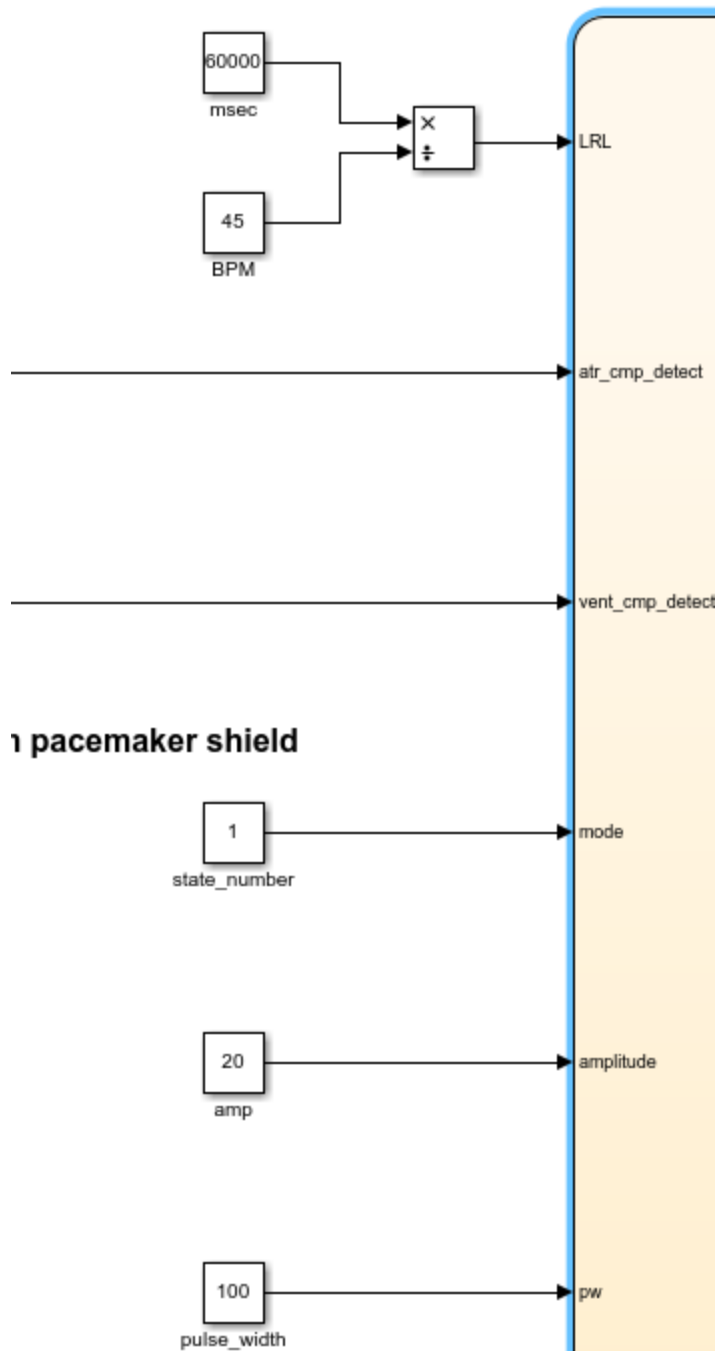 60000
msec
×
÷
LRL
45
BPM
atr_cmp_detect
vent_cmp_detect
pacemaker shield
1
mode
state_number
20
amplitude
amp
100
pw
pulse_width